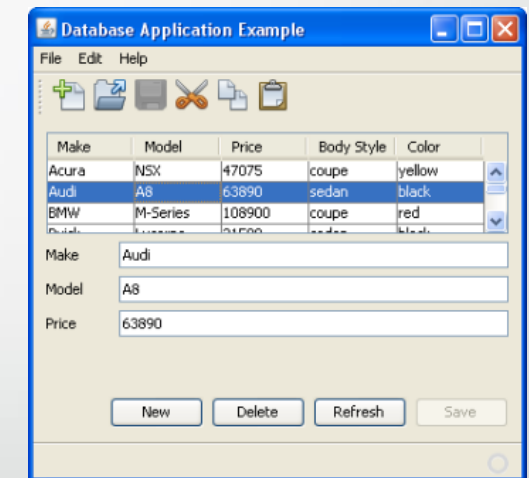 Database Application Example
File Edit Help
Make Model Price Body Style Color
Acura NSX 47075 coupe yellow
Audi A8 63890 sedan black
BMW M-Series 108900 coupe red
Make Audi
Model A8
Price 63890
New Delete Refresh Save